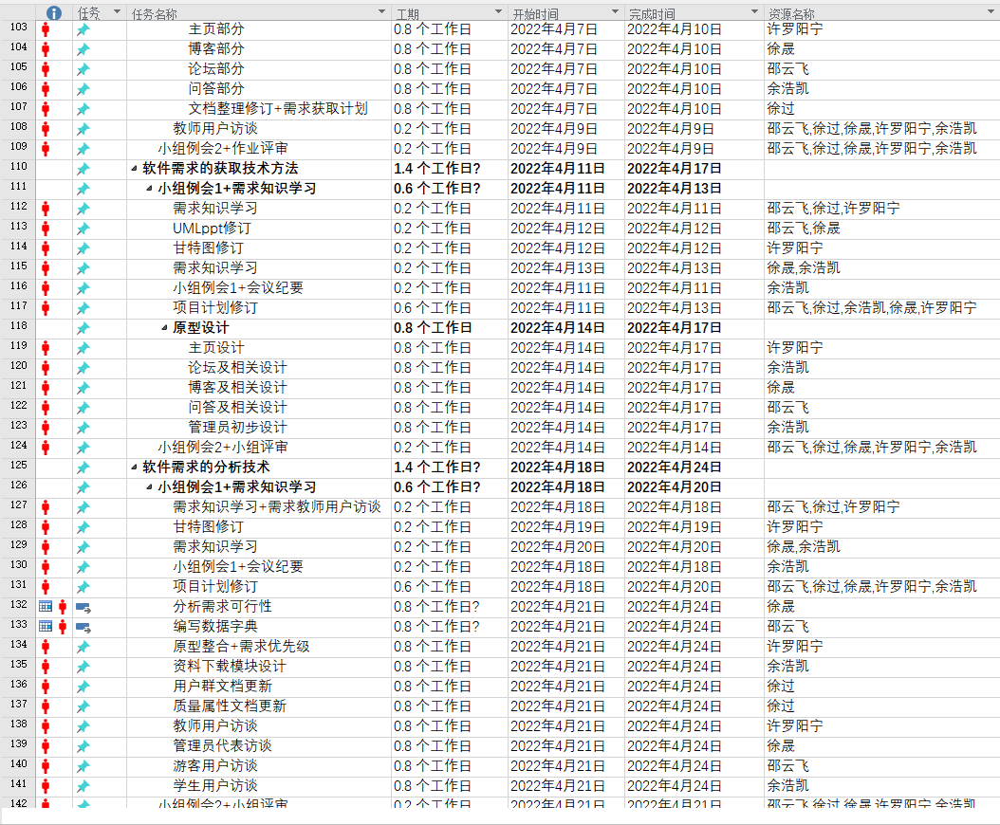 任务 任务名称 工期 开始时间 完成时间 资源名称
103 主页部分 0.8 个工作日 2022年4月7日 2022年4月10日 许罗阳宁
104 博客部分 0.8 个工作日 2022年4月7日 2022年4月10日 徐晟
105 论坛部分 0.8 个工作日 2022年4月7日 2022年4月10日 邵云飞
106 问答部分 0.8 个工作日 2022年4月7日 2022年4月10日 余浩凯
107 文档整理修订+需求获取计划 0.8 个工作日 2022年4月7日 2022年4月10日 徐过
108 教师用户访谈 0.2 个工作日 2022年4月9日 2022年4月9日 邵云飞,徐过,徐晟,许罗阳宁,余浩凯
109 小组例会2+作业评审 0.2 个工作日 2022年4月9日 2022年4月9日 邵云飞,徐过,徐晟,许罗阳宁,余浩凯
110 软件需求的获取技术方法 1.4 个工作日? 2022年4月11日 2022年4月17日
111 小组例会1+需求知识学习 0.6 个工作日? 2022年4月11日 2022年4月13日
112 需求知识学习 0.2 个工作日 2022年4月11日 2022年4月11日 邵云飞,徐过,许罗阳宁
113 UMLppt修订 0.2 个工作日 2022年4月12日 2022年4月12日 邵云飞,徐晟
114 甘特图修订 0.2 个工作日 2022年4月12日 2022年4月12日 许罗阳宁
115 需求知识学习 0.2 个工作日 2022年4月13日 2022年4月13日 徐晟,余浩凯
116 小组例会1+会议纪要 0.2 个工作日 2022年4月11日 2022年4月11日 余浩凯
117 项目计划修订 0.6 个工作日 2022年4月11日 2022年4月13日 邵云飞,徐过,余浩凯,徐晟,许罗阳宁
118 原型设计 0.8 个工作日 2022年4月14日 2022年4月17日
119 主页设计 0.8 个工作日 2022年4月14日 2022年4月17日 许罗阳宁
120 论坛及相关设计 0.8 个工作日 2022年4月14日 2022年4月17日 余浩凯
121 博客及相关设计 0.8 个工作日 2022年4月14日 2022年4月17日 徐晟
122 问答及相关设计 0.8 个工作日 2022年4月14日 2022年4月17日 邵云飞
123 管理员初步设计 0.8 个工作日 2022年4月14日 2022年4月17日 余浩凯
124 小组例会2+小组评审 0.2 个工作日 2022年4月14日 2022年4月14日 邵云飞,徐过,徐晟,许罗阳宁,余浩凯
125 软件需求的分析技术 1.4 个工作日? 2022年4月18日 2022年4月24日
126 小组例会1+需求知识学习 0.6 个工作日? 2022年4月18日 2022年4月20日
127 需求知识学习+需求教师用户访谈 0.2 个工作日 2022年4月18日 2022年4月18日 邵云飞,徐过,许罗阳宁
128 甘特图修订 0.2 个工作日 2022年4月19日 2022年4月19日 许罗阳宁
129 需求知识学习 0.2 个工作日 2022年4月20日 2022年4月20日 徐晟,余浩凯
130 小组例会1+会议纪要 0.2 个工作日 2022年4月18日 2022年4月18日 余浩凯
131 项目计划修订 0.6 个工作日 2022年4月18日 2022年4月20日 邵云飞,徐过,徐晟,许罗阳宁,余浩凯
132 分析需求可行性 0.8 个工作日? 2022年4月21日 2022年4月24日 徐晟
133 编写数据字典 0.8 个工作日? 2022年4月21日 2022年4月24日 邵云飞
134 原型整合+需求优先级 0.8 个工作日 2022年4月21日 2022年4月24日 许罗阳宁
135 资料下载模块设计 0.8 个工作日 2022年4月21日 2022年4月24日 余浩凯
136 用户群文档更新 0.8 个工作日 2022年4月21日 2022年4月24日 徐过
137 质量属性文档更新 0.8 个工作日 2022年4月21日 2022年4月24日 徐过
138 教师用户访谈 0.8 个工作日 2022年4月21日 2022年4月24日 许罗阳宁
139 管理员代表访谈 0.8 个工作日 2022年4月21日 2022年4月24日 徐晟
140 游客用户访谈 0.8 个工作日 2022年4月21日 2022年4月24日 邵云飞
141 学生用户访谈 0.8 个工作日 2022年4月21日 2022年4月24日 余浩凯
142 小组例会2+小组评审 0.2 个工作日 2022年4月21日 2022年4月21日 邵云飞,徐过,徐晟,许罗阳宁,余浩凯